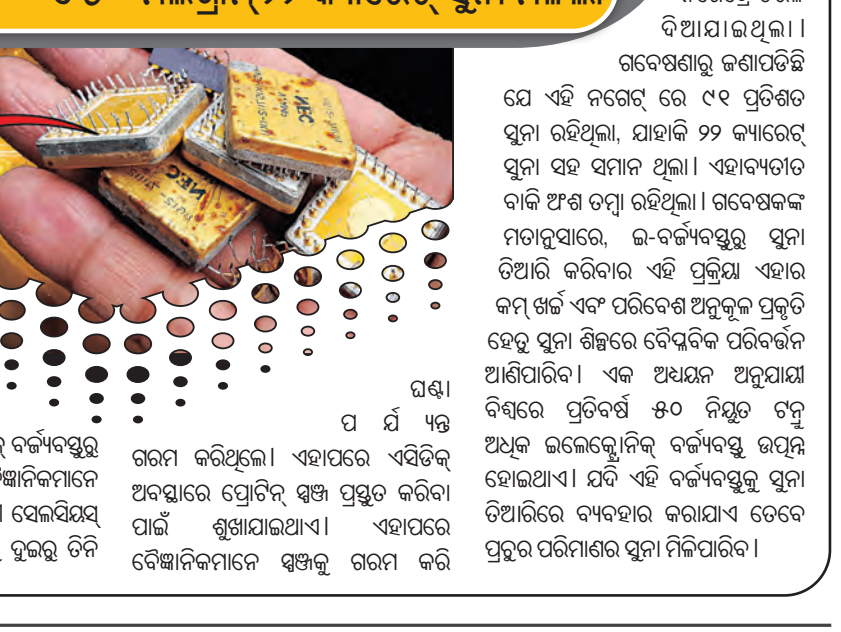 ୨୨
ବର୍ଜ୍ୟବସ୍ତୁରୁ
ସେଲସିୟସ୍
ଦୁଇରୁ ତିନି
ଘଣ୍ଟା
ପର୍ଯ୍ୟନ୍ତ
ଗରମ କରିଥିଲେ। ଏହାପରେ ଏସିଡିକ୍
ଅବସ୍ଥାରେ ପ୍ରୋଟିନ୍ ସ୍ପଞ୍ଜ ପ୍ରସ୍ତୁତ କରିବା
ପାଇଁ ଶୁଖାଯାଇଥାଏ। ଏହାପରେ
ବୈଜ୍ଞାନିକମାନେ ସ୍ପଞ୍ଜକୁ ଗରମ କରି
ଦିଆଯାଇଥିଲା।
ଗବେଷଣାରୁ ଜଣାପଡିଛି
ଯେ ଏହି ନଗେଟ୍ ରେ ୯୧ ପ୍ରତିଶତ
ସୁନା ରହିଥିଲା, ଯାହାକି ୨୨ କ୍ୟାରେଟ୍
ସୁନା ସହ ସମାନ ଥିଲା। ଏହାବ୍ୟତୀତ
ବାକି ଅଂଶ ତମ୍ବା ରହିଥିଲା। ଗବେଷକଙ୍କ
ମତାନୁସାରେ, ଇ-ବର୍ଜ୍ୟବସ୍ତୁରୁ ସୁନା
ତିଆରି କରିବାର ଏହି ପ୍ରକ୍ରିୟା ଏହାର
କମ୍ ଖର୍ଚ୍ଚ ଏବଂ ପରିବେଶ ଅନୁକୂଳ ପ୍ରକୃତି
ହେତୁ ସୁନା ଶିଳ୍ପରେ ବୈପ୍ଳବିକ ପରିବର୍ତ୍ତନ
ଆଣିପାରିବ। ଏକ ଅଧ୍ୟୟନ ଅନୁଯାୟୀ
ବିଶ୍ୱରେ ପ୍ରତିବର୍ଷ ୫୦ ନିୟୁତ ଟନ୍ରୁ
ଅଧିକ ଇଲେକ୍ଟ୍ରୋନିକ୍ ବର୍ଜ୍ୟବସ୍ତୁ ଉତ୍ପନ୍ନ
ହୋଇଥାଏ। ଯଦି ଏହି ବର୍ଜ୍ୟବସ୍ତୁକୁ ସୁନା
ତିଆରିରେ ବ୍ୟବହାର କରାଯାଏ ତେବେ
ପ୍ରଚୁର ପରିମାଣର ସୁନା ମିଳିପାରିବ।
NEC
NEC